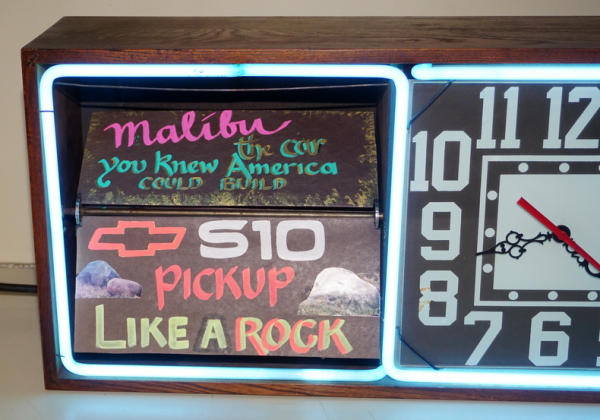 Malibu
the car
you knew America
COULD BUILD
S10
PICKUP
LIKE A ROCK
11 12
10
9
8
7 6